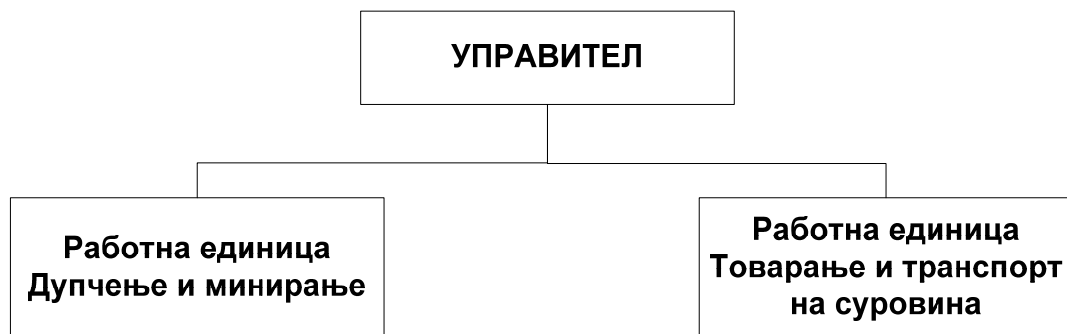 УПРАВИТЕЛ
Работна единица
Дупчење и минирање
Работна единица
Товарање и транспорт
на суровина